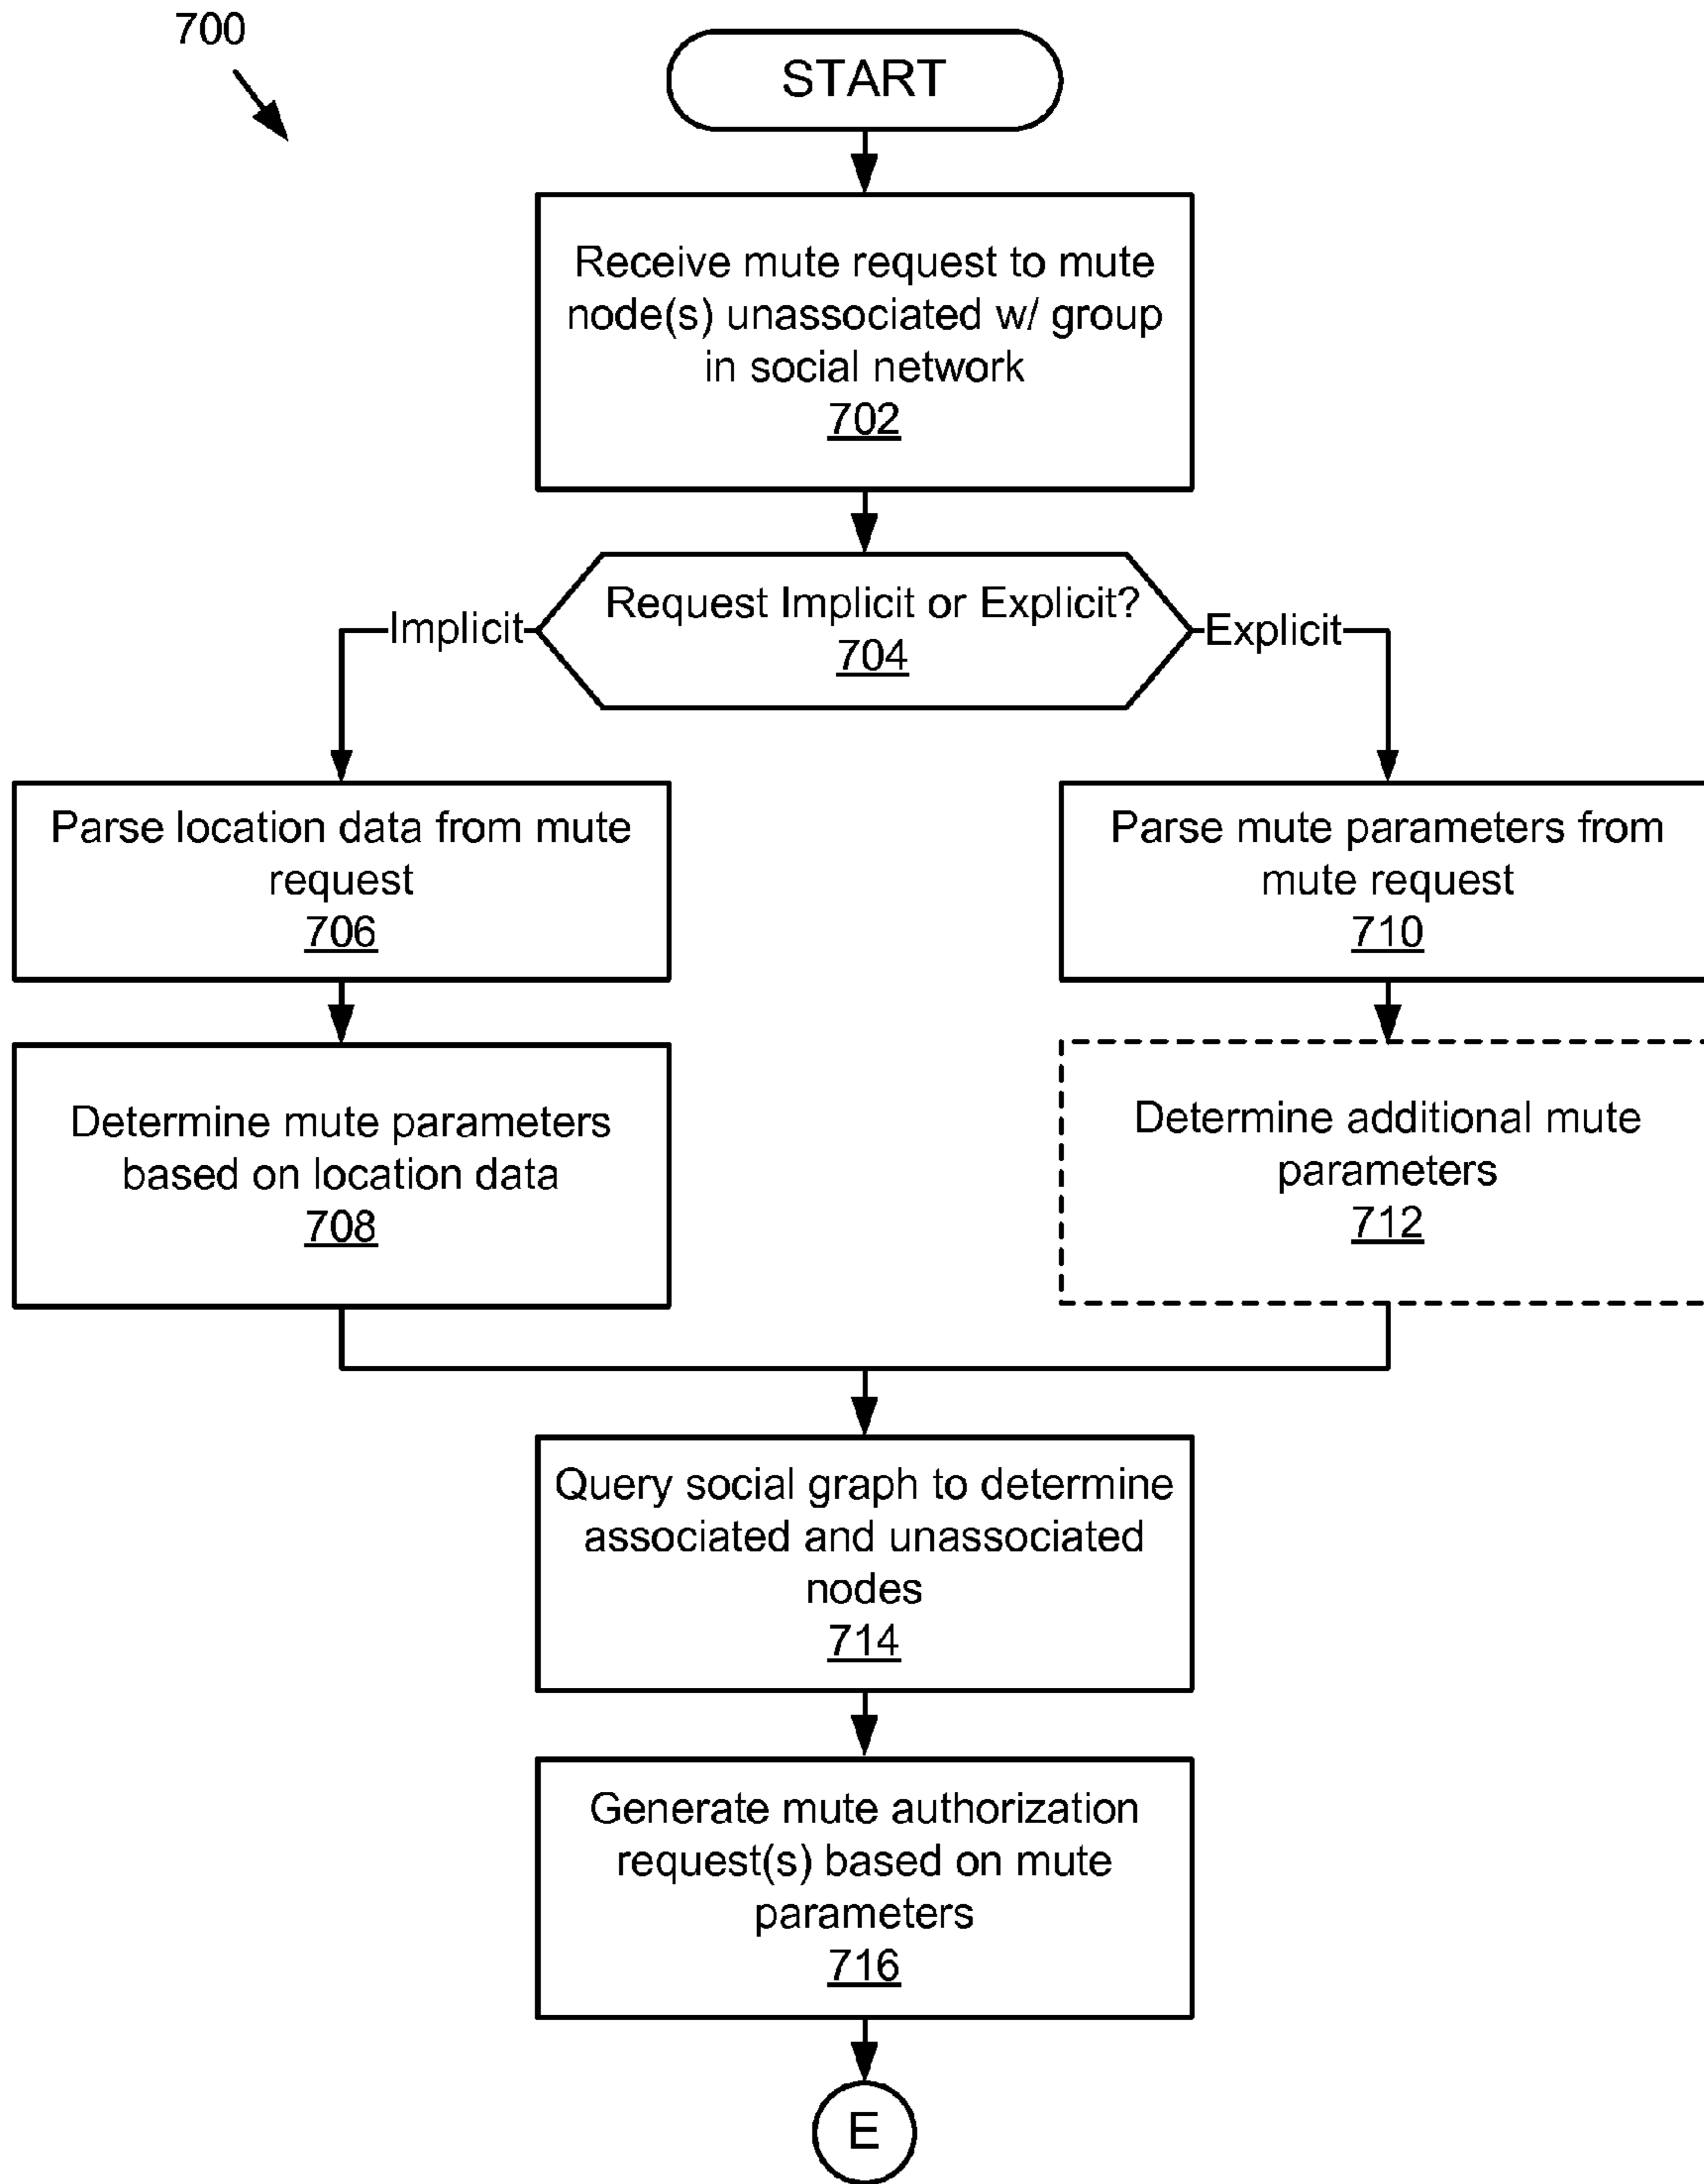 700
START
Receive mute request to mute
node(s) unassociated w/ group
in social network
702
Request Implicit or Explicit?
704
Implicit
Explicit
Parse location data from mute
request
706
Parse mute parameters from
mute request
710
Determine mute parameters
based on location data
708
Determine additional mute
parameters
712
Query social graph to determine
associated and unassociated
nodes
714
Generate mute authorization
request(s) based on mute
parameters
716
E